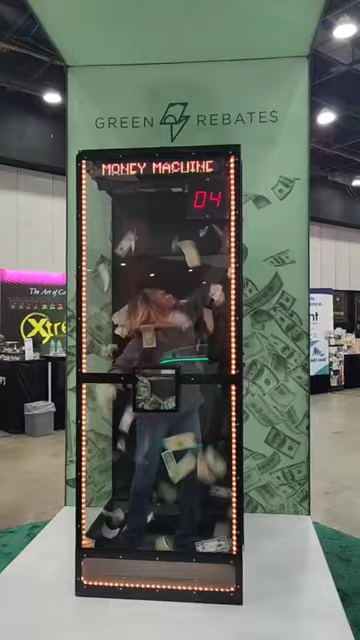 GREEN REBATES
MONEY MACHINE
04
The Art of
Xtre